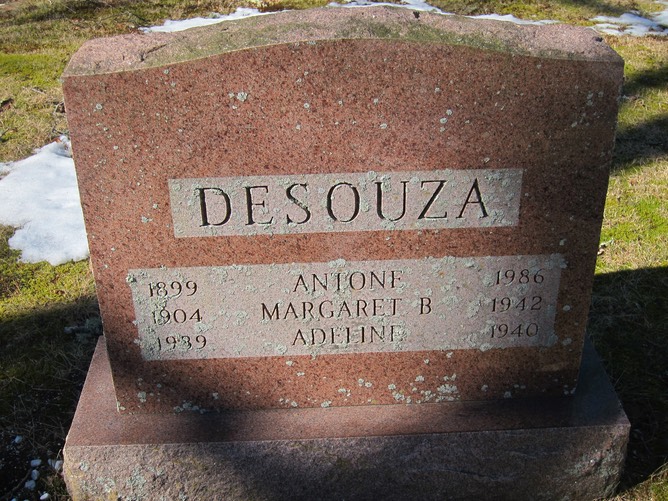 DESOUZA
1899 ANTONE 1986
1904 MARGARET B 1942
1939 ADELINE 1940